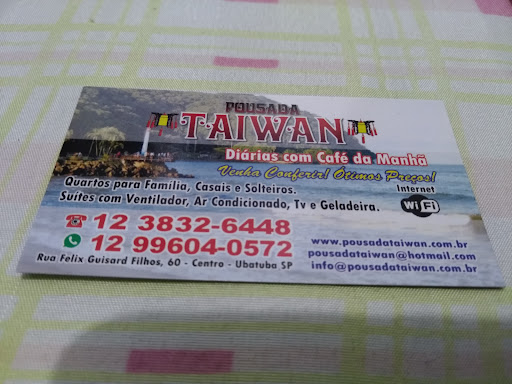 POUSADA
TAIWAN
Diárias com Café da Manhã
Venha Conferir! Ótimos Preços!
Quartos para Família, Casais e Solteiros.
Suítes com Ventilador, Ar Condicionado, Tv e Geladeira.
Internet
Wi Fi
12 3832-6448
12 99604-0572
Rua Felix Guisard Filhos, 60 - Centro - Ubatuba SP
www.pousadataiwan.com.br
pousadataiwan@hotmail.com
info@pousadataiwan.com.br